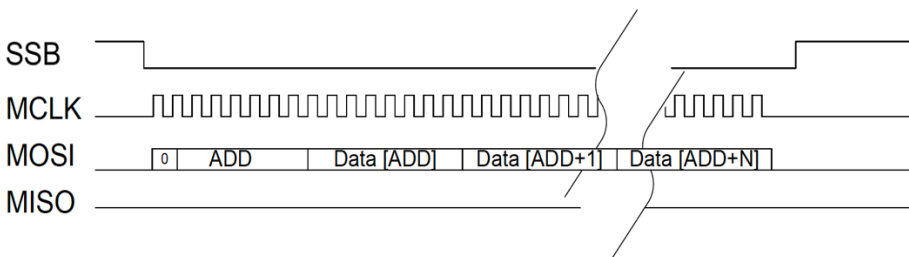 SSB
MCLK
MOSI 0 ADD Data [ADD] Data [ADD+1] Data [ADD+N]
MISO